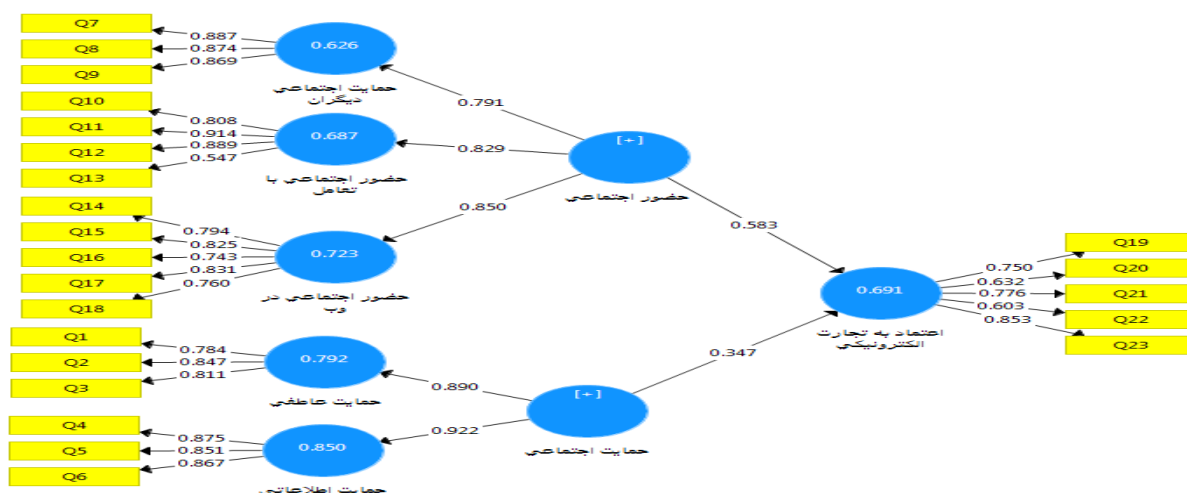 Q7
Q8
Q9
Q10
Q11
Q12
Q13
Q14
Q15
Q16
Q17
Q18
Q1
Q2
Q3
Q4
Q5
Q6
0.887
0.874
0.869
0.808
0.914
0.889
0.547
0.794
0.825
0.743
0.831
0.760
0.784
0.847
0.811
0.875
0.851
0.867
0.626
حمايت اجتماعي
ديگران
0.687
حضور اجتماعي با
تعامل
0.723
حضور اجتماعي در
وب
0.792
حمايت عاطفي
0.850
حمايت اطلاعاتي
0.791
0.829
0.850
0.890
0.922
[+]
حضور اجتماعي
[+]
حمايت اجتماعي
0.583
0.347
0.691
اعتماد به تجارت
الكترونيكي
0.750
0.632
0.776
0.603
0.853
Q19
Q20
Q21
Q22
Q23